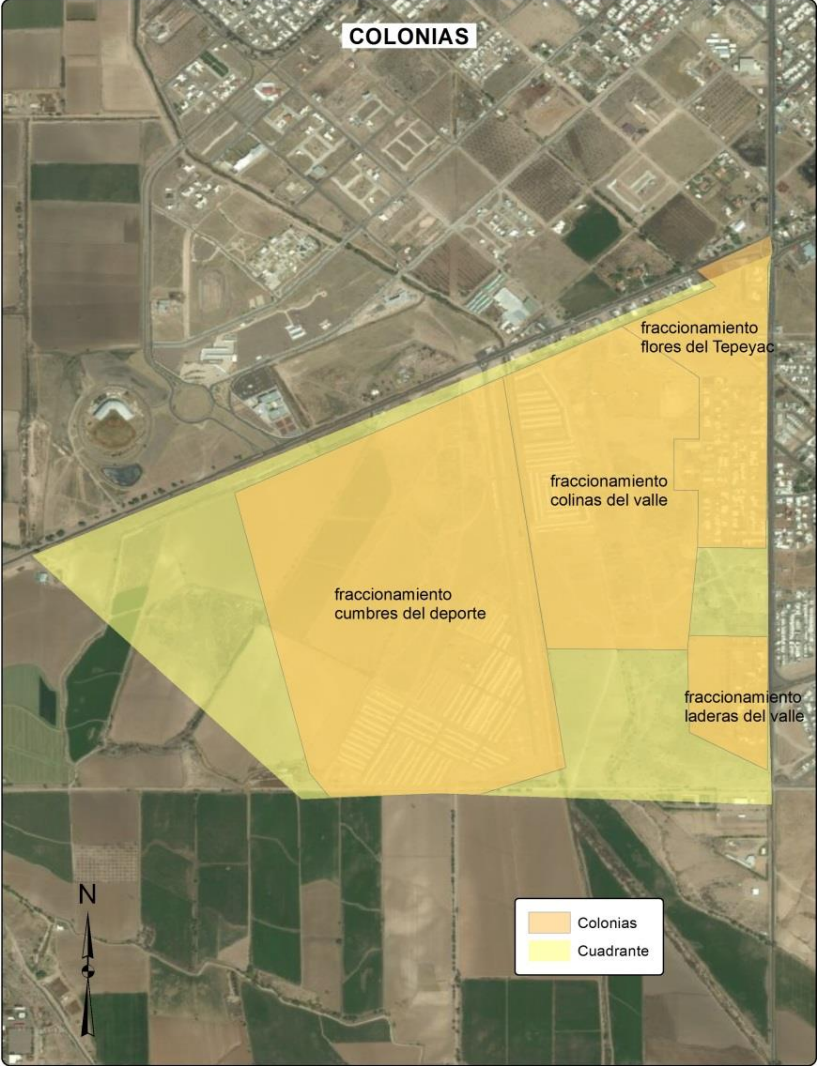 COLONIAS
fraccionamiento
flores del Tepeyac
fraccionamiento
colinas del valle
fraccionamiento
cumbres del deporte
fraccionamiento
laderas del valle
N
Colonias
Cuadrante